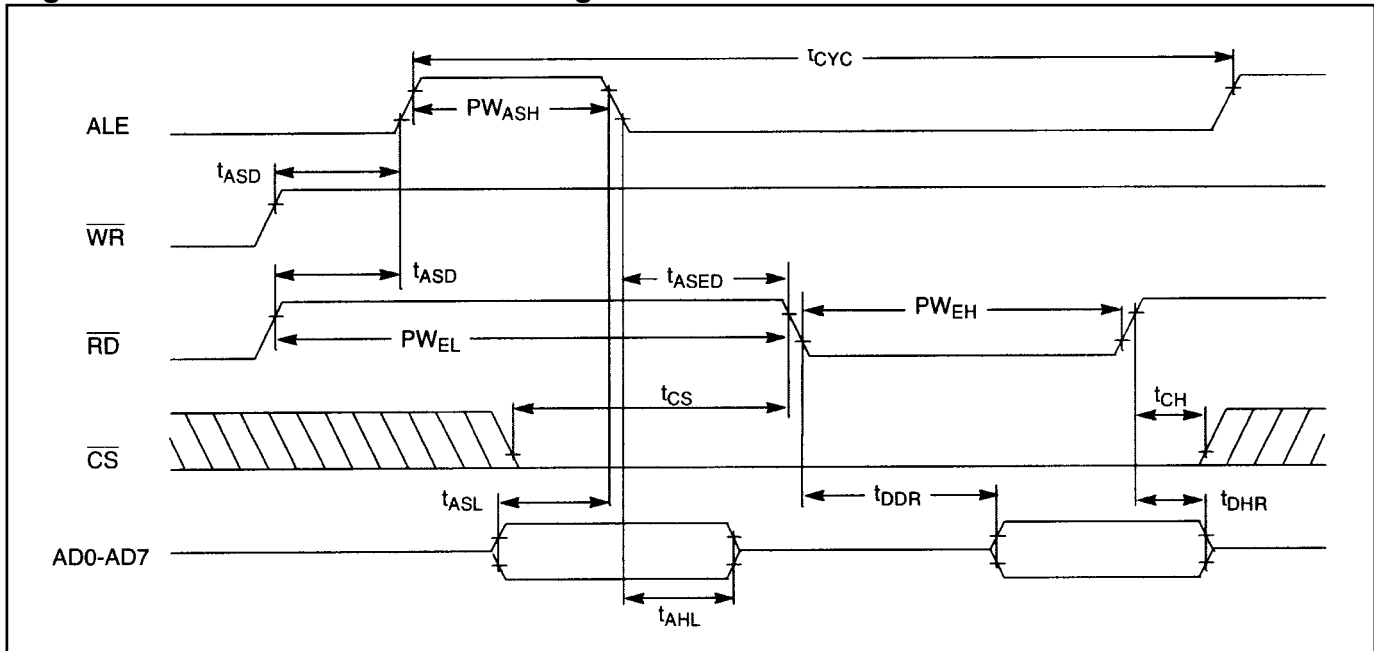 tCYC
ALE
PWASH
tASD
WR
tASD
tASED
RD
PWEL
PWEH
tCS
tCH
CS
tASL
tDDR
tDHR
AD0-AD7
tAHL